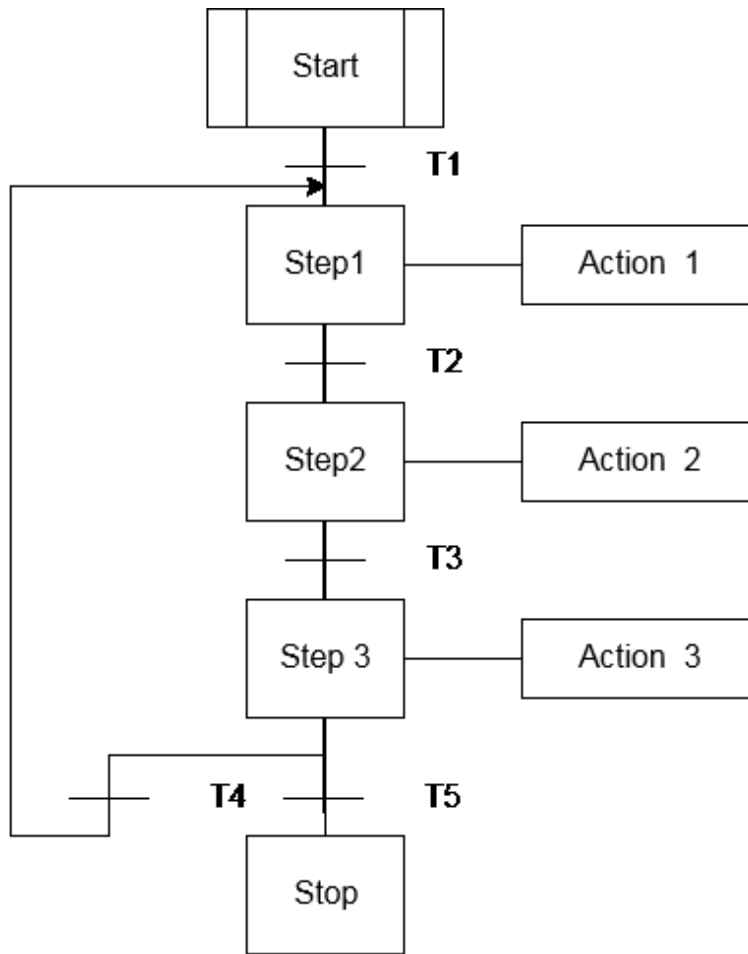 Start
T1
Step1
Action 1
T2
Step2
Action 2
T3
Step 3
Action 3
T4
T5
Stop